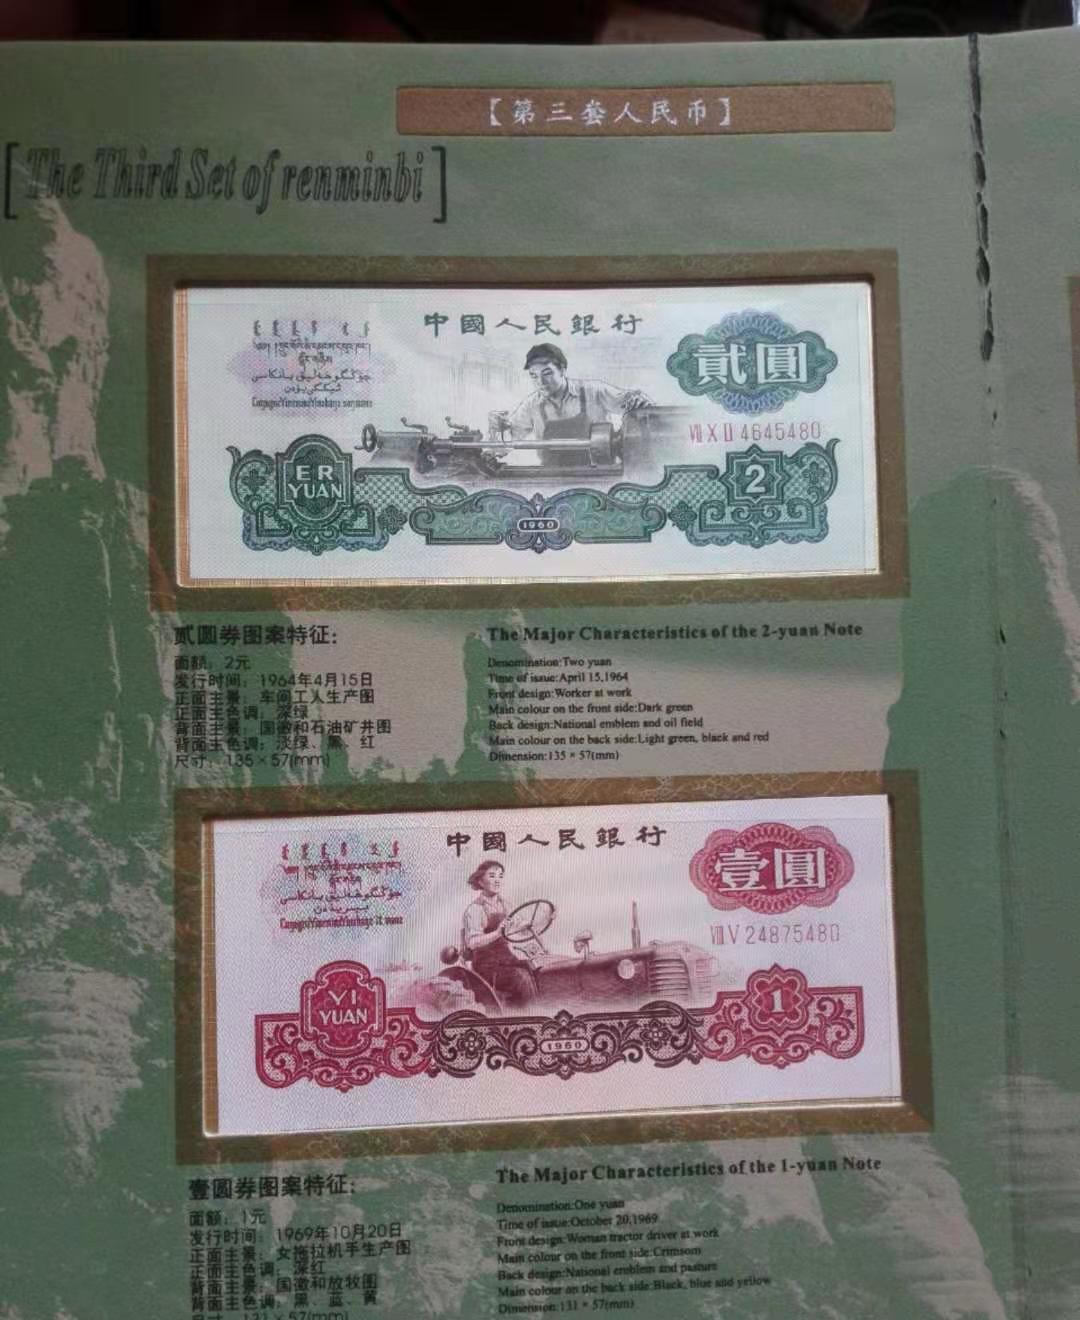 【第三套人民币】
[The Third Set of renminbi]
中國人民銀行
貳圓
VIII X II 4645480
ER
YUAN
2
1960
贰圆券图案特征:
面额: 2元
发行时间: 1964年4月15日
正面主景: 车间工人生产图
正面主色调: 深绿
背面主景: 国徽和石油矿井图
背面主色调: 淡绿、黑、红
尺寸: 135×57(mm)
The Major Characteristics of the 2-yuan Note
Denomination:Two yuan
Time of issue:April 15,1964
Front design:Worker at work
Main colour on the front side:Dark green
Back design:National emblem and oil field
Main colour on the back side:Light green, black and red
Dimension:135 * 57(mm)
中國人民銀行
壹圓
VIII V 24875480
YI
YUAN
1
1960
壹圆券图案特征:
面额: 1元
发行时间: 1969年10月20日
正面主景: 女拖拉机手生产图
正面主色调: 深红
背面主景: 国徽和放牧图
背面主色调: 黑、蓝、黄
尺寸: 131×57(mm)
The Major Characteristics of the 1-yuan Note
Denomination:One yuan
Time of issue:October 20,1969
Front design:Woman tractor driver at work
Main colour on the front side:Crimsom
Back design:National emblem and pasture
Main colour on the back side:Black, blue and yellow
Dimension:131 * 57(mm)